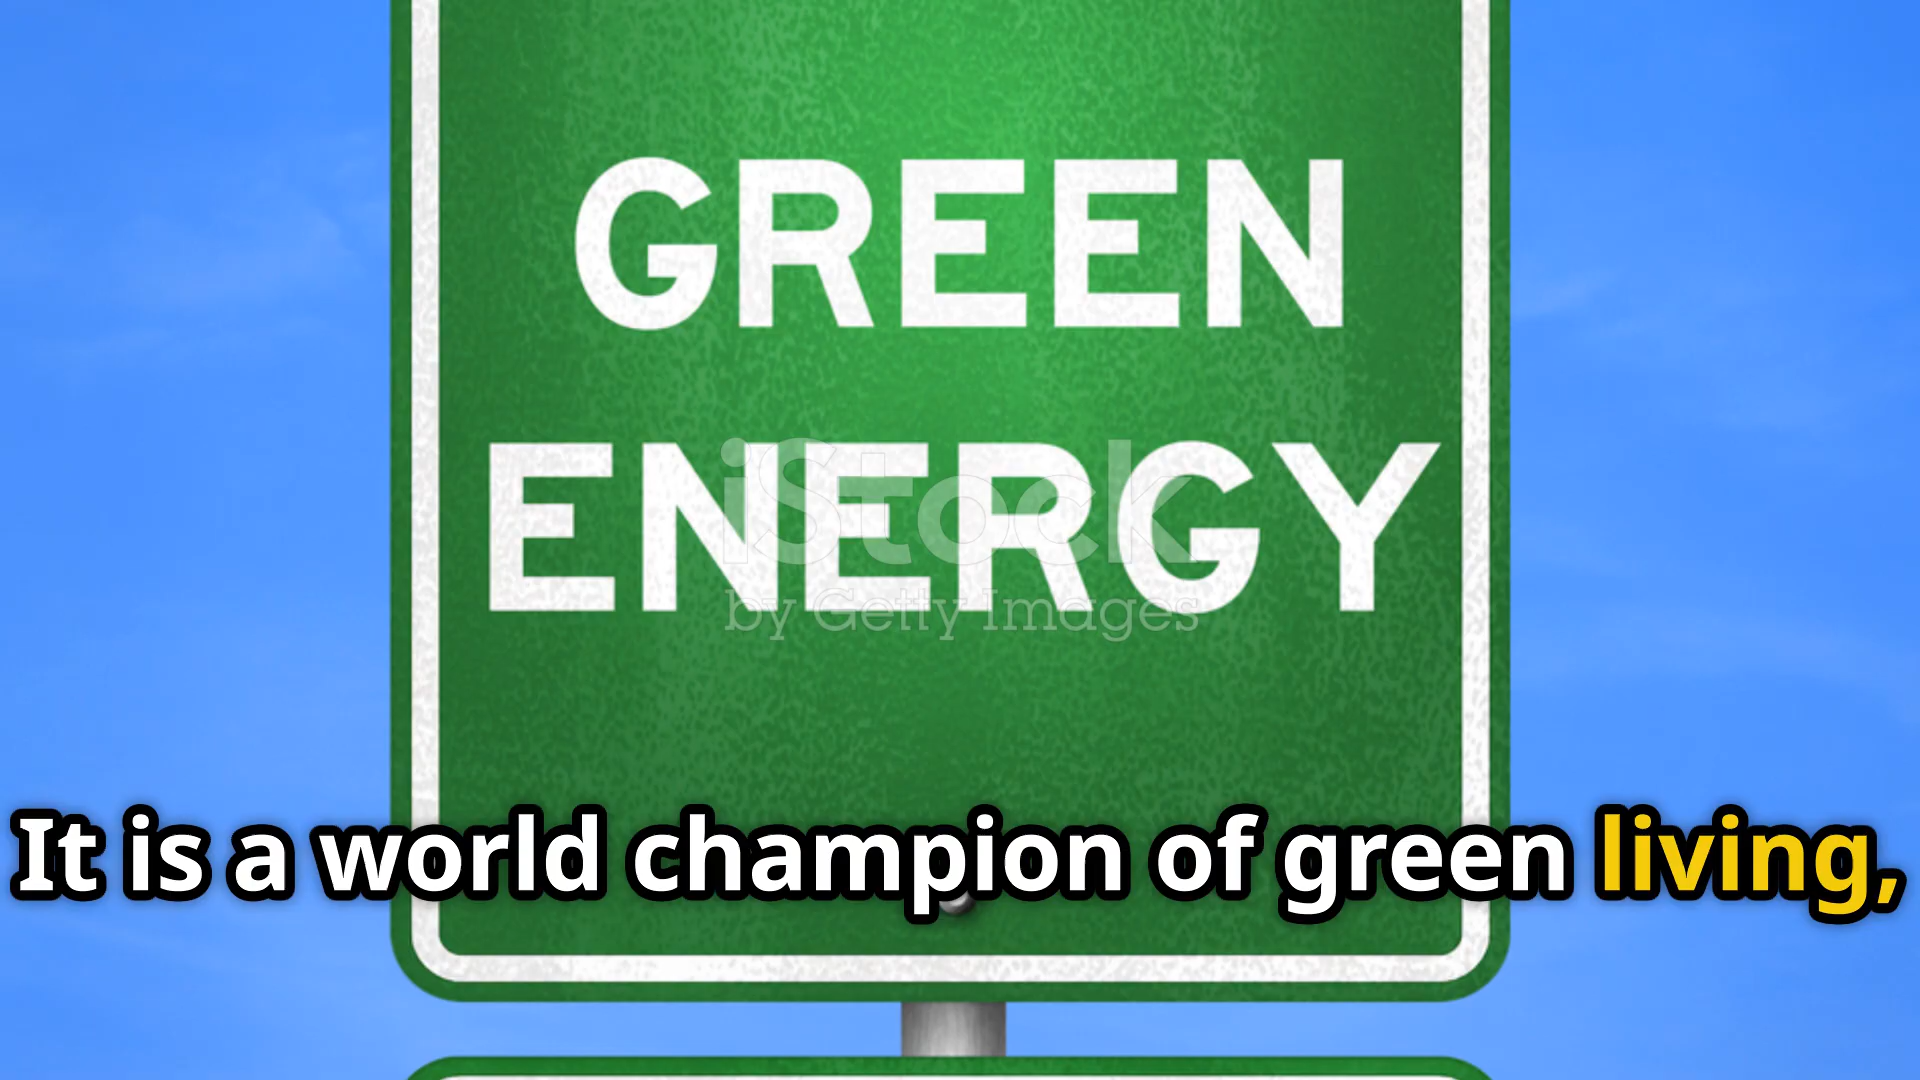 GREEN
ENERGY
iStock
by Getty Images
It is a world champion of green living,